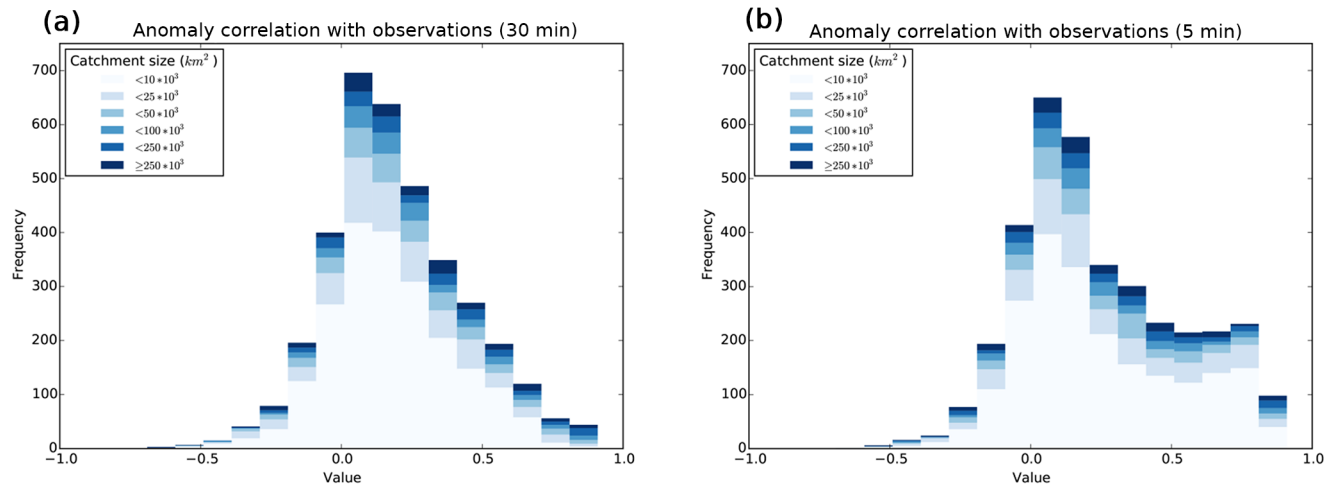 (a)
Anomaly correlation with observations (30 min)
Catchment size (km²)
<10∗10³
<25∗10³
<50∗10³
<100∗10³
<250∗10³
≥250∗10³
Frequency
700
600
500
400
300
200
100
0
−1.0 −0.5 0.0 0.5 1.0
Value
(b)
Anomaly correlation with observations (5 min)
Catchment size (km²)
<10∗10³
<25∗10³
<50∗10³
<100∗10³
<250∗10³
≥250∗10³
Frequency
700
600
500
400
300
200
100
0
−1.0 −0.5 0.0 0.5 1.0
Value